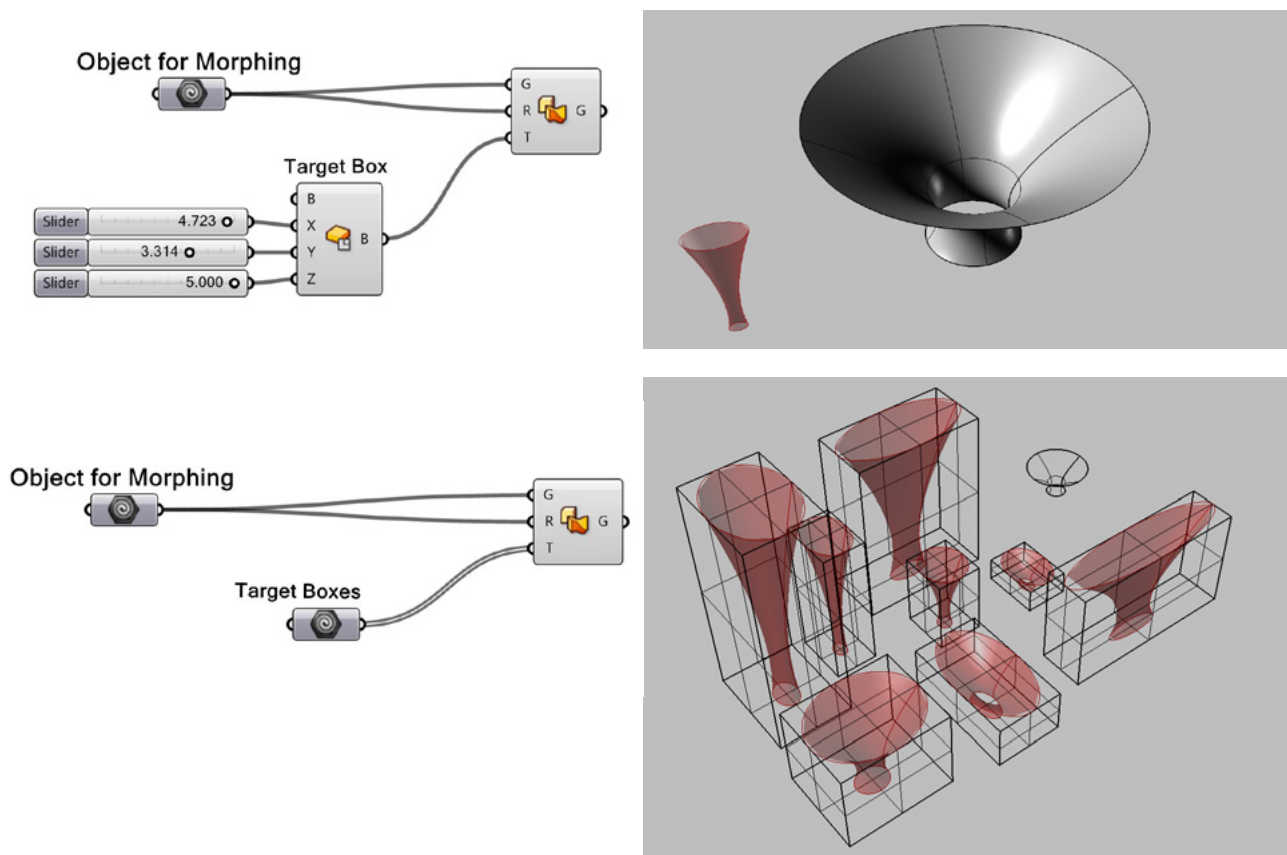 Object for Morphing
G
R G
T
Target Box
B
Slider 4.723 X
Slider 3.314 Y B
Slider 5.000 Z
Object for Morphing
G
R G
T
Target Boxes